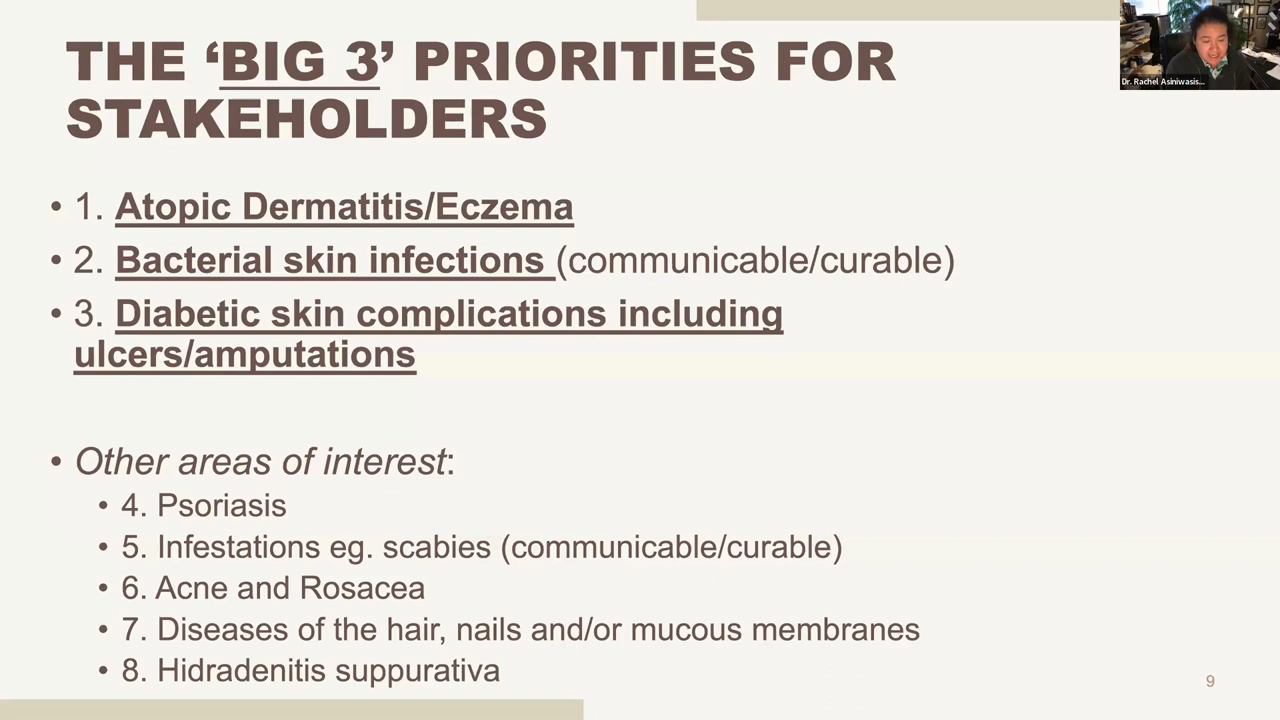 THE ‘BIG 3’ PRIORITIES FOR
STAKEHOLDERS
Dr. Rachel Asiniwasis...
• 1. Atopic Dermatitis/Eczema
• 2. Bacterial skin infections (communicable/curable)
• 3. Diabetic skin complications including
ulcers/amputations
• Other areas of interest:
• 4. Psoriasis
• 5. Infestations eg. scabies (communicable/curable)
• 6. Acne and Rosacea
• 7. Diseases of the hair, nails and/or mucous membranes
• 8. Hidradenitis suppurativa
9